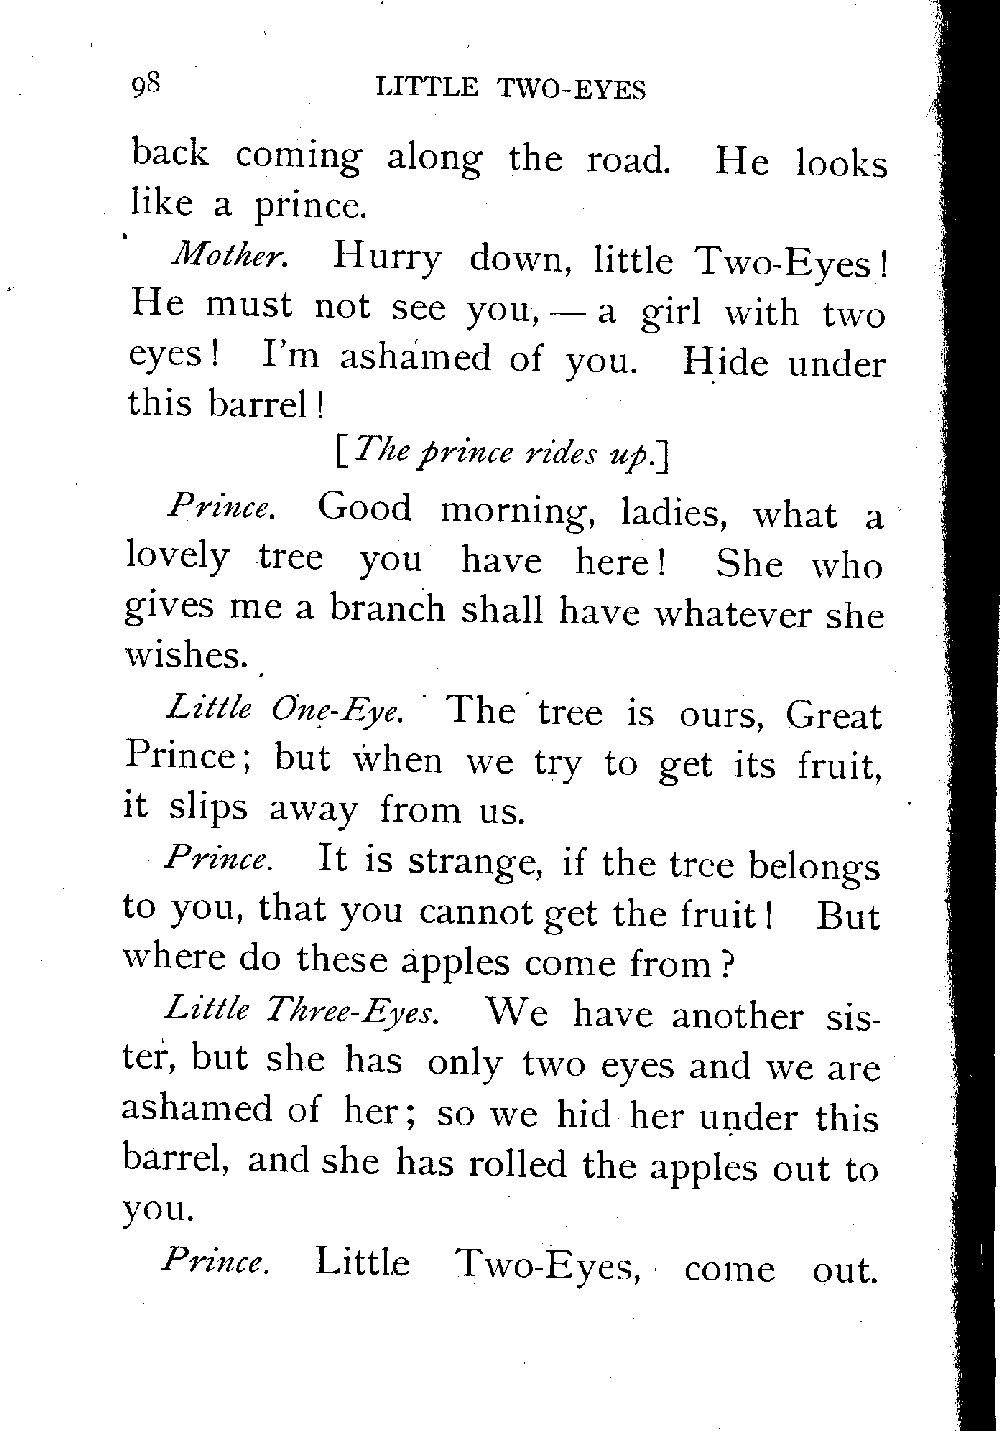 98 LITTLE TWO-EYES
back coming along the road. He looks
like a prince.
Mother. Hurry down, little Two-Eyes!
He must not see you,— a girl with two
eyes! I'm ashamed of you. Hide under
this barrel!
[The prince rides up.]
Prince. Good morning, ladies, what a
lovely tree you have here! She who
gives me a branch shall have whatever she
wishes.
Little One-Eye. The tree is ours, Great
Prince; but when we try to get its fruit,
it slips away from us.
Prince. It is strange, if the tree belongs
to you, that you cannot get the fruit! But
where do these apples come from?
Little Three-Eyes. We have another sis-
ter, but she has only two eyes and we are
ashamed of her; so we hid her under this
barrel, and she has rolled the apples out to
you.
Prince. Little Two-Eyes, come out.